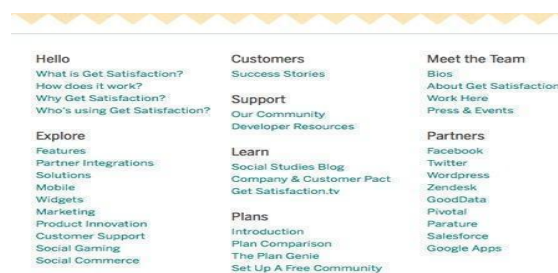 Hello
What is Get Satisfaction?
How does it work?
Why Get Satisfaction?
Who's using Get Satisfaction?
Explore
Features
Partner Integrations
Solutions
Mobile
Widgets
Marketing
Product Innovation
Customer Support
Social Gaming
Social Commerce
Customers
Success Stories
Support
Our Community
Developer Resources
Learn
Social Studies Blog
Company & Customer Pact
Get Satisfaction.tv
Plans
Introduction
Plan Comparison
The Plan Genie
Set Up A Free Community
Meet the Team
Bios
About Get Satisfaction
Work Here
Press & Events
Partners
Facebook
Twitter
Wordpress
Zendesk
GoodData
Pivotal
Parature
Salesforce
Google Apps